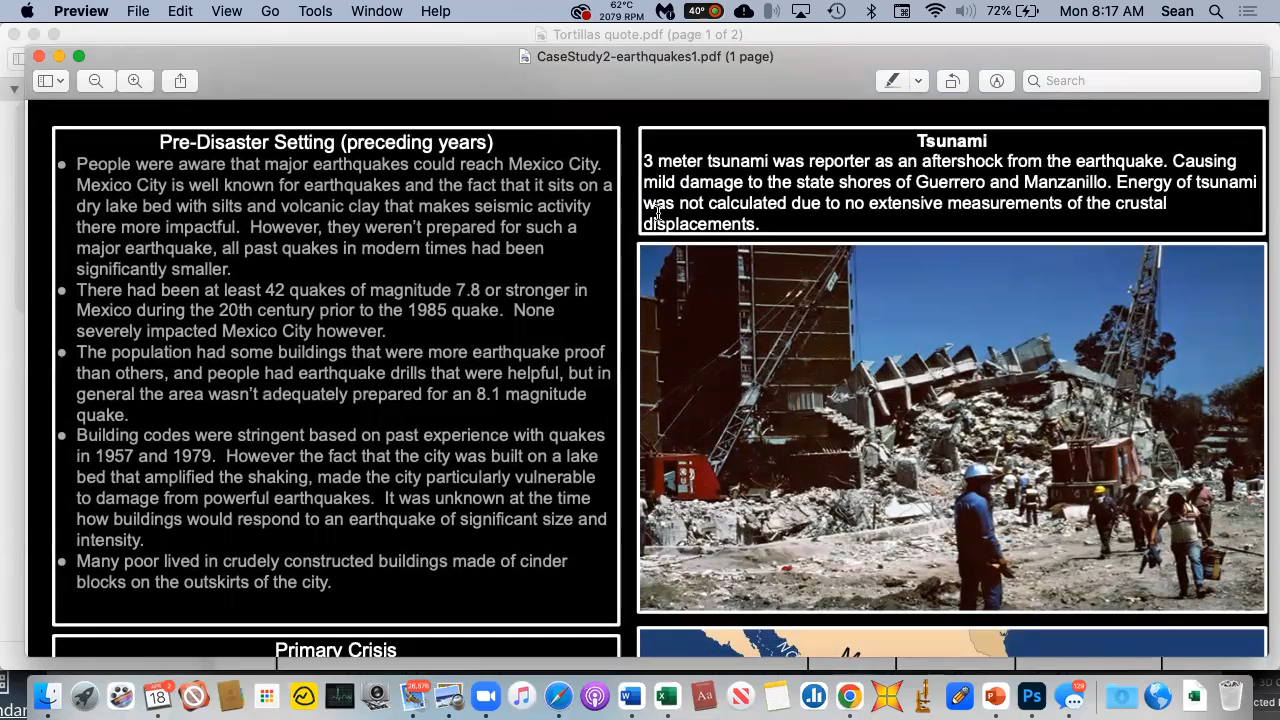 Preview File Edit View Go Tools Window Help
62°C
2079 RPM
40°
72%
Mon 8:17 AM Sean
Tortillas quote.pdf (page 1 of 2)
CaseStudy2-earthquakes1.pdf (1 page)
Search
Pre-Disaster Setting (preceding years)
● People were aware that major earthquakes could reach Mexico City.
Mexico City is well known for earthquakes and the fact that it sits on a
dry lake bed with silts and volcanic clay that makes seismic activity
there more impactful. However, they weren't prepared for such a
major earthquake, all past quakes in modern times had been
significantly smaller.
● There had been at least 42 quakes of magnitude 7.8 or stronger in
Mexico during the 20th century prior to the 1985 quake. None
severely impacted Mexico City however.
● The population had some buildings that were more earthquake proof
than others, and people had earthquake drills that were helpful, but in
general the area wasn't adequately prepared for an 8.1 magnitude
quake.
● Building codes were stringent based on past experience with quakes
in 1957 and 1979. However the fact that the city was built on a lake
bed that amplified the shaking, made the city particularly vulnerable
to damage from powerful earthquakes. It was unknown at the time
how buildings would respond to an earthquake of significant size and
intensity.
● Many poor lived in crudely constructed buildings made of cinder
blocks on the outskirts of the city.
Primary Crisis
Tsunami
3 meter tsunami was reporter as an aftershock from the earthquake. Causing
mild damage to the state shores of Guerrero and Manzanillo. Energy of tsunami
was not calculated due to no extensive measurements of the crustal
displacements.
APR
18
26,576
Aa
129